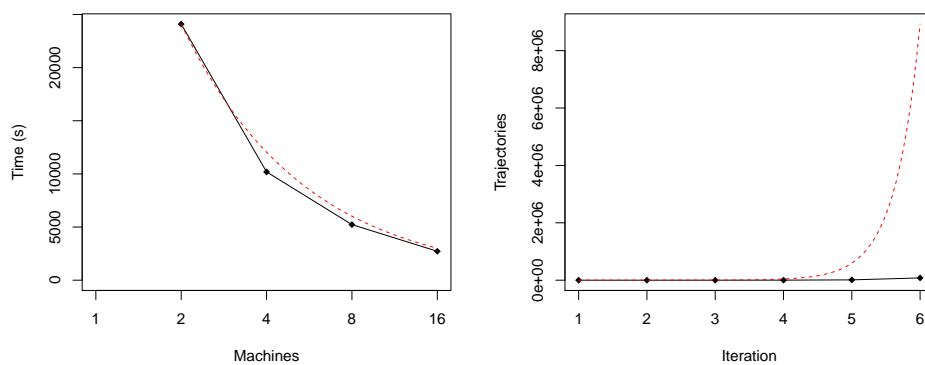 Time (s)
20000
10000
5000
0
1 2 4 8 16
Machines
Trajectories
8e+06
6e+06
4e+06
2e+06
0e+00
1 2 3 4 5 6
Iteration